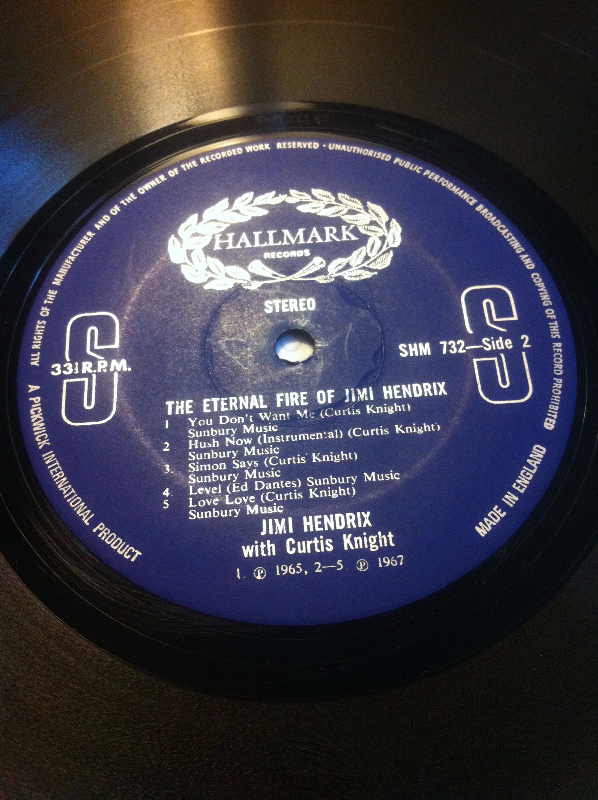 ALL RIGHTS OF THE MANUFACTURER AND OF THE OWNER OF THE RECORDED WORK RESERVED • UNAUTHORISED PUBLIC PERFORMANCE BROADCASTING AND COPYING OF THIS RECORD PROHIBITED
HALLMARK
RECORDS
STEREO
S
33⅓ R.P.M.
S
SHM 732—Side 2
THE ETERNAL FIRE OF JIMI HENDRIX
1 You Don't Want Me (Curtis Knight)
Sunbury Music
2 Hush Now (Instrumental) (Curtis Knight)
Sunbury Music
3. Simon Says (Curtis Knight)
Sunbury Music
4. Level (Ed Dantes) Sunbury Music
5 Love Love (Curtis Knight)
Sunbury Music
JIMI HENDRIX
with Curtis Knight
1. ℗ 1965, 2—5 ℗ 1967
A PICKWICK INTERNATIONAL PRODUCT
MADE IN ENGLAND